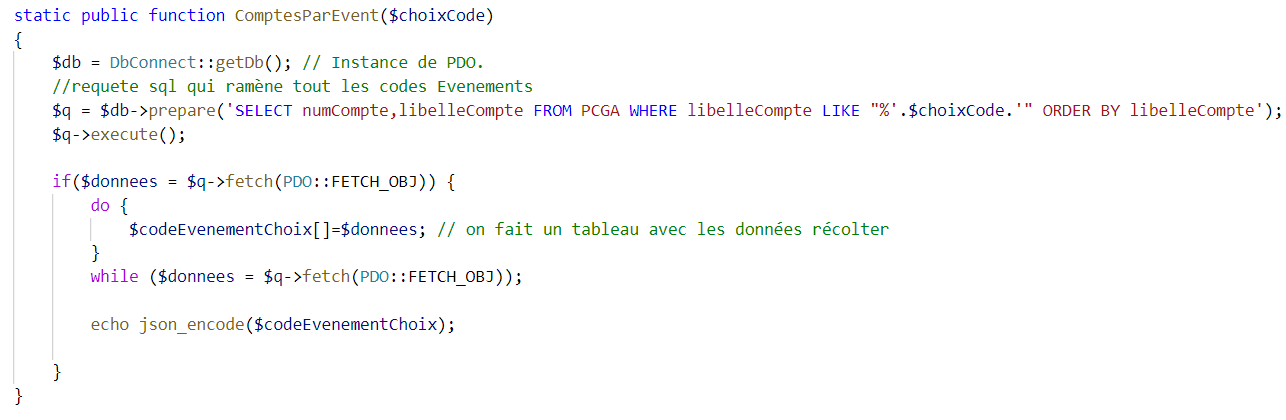 static public function ComptesParEvent($choixCode)
{
$db = DbConnect::getDb(); // Instance de PDO.
//requete sql qui ramène tout les codes Evenements
$q = $db->prepare('SELECT numCompte,libelleCompte FROM PCGA WHERE libelleCompte LIKE "%'.$choixCode.'" ORDER BY libelleCompte');
$q->execute();
if($donnees = $q->fetch(PDO::FETCH_OBJ)) {
do {
$codeEvenementChoix[]=$donnees; // on fait un tableau avec les données récolter
}
while ($donnees = $q->fetch(PDO::FETCH_OBJ));
echo json_encode($codeEvenementChoix);
}
}